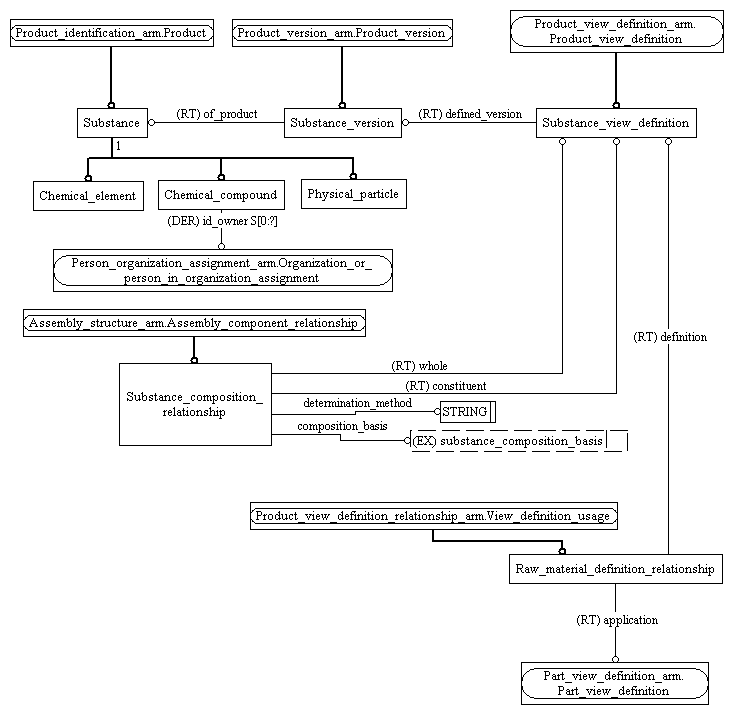 Product_identification_arm.Product
Product_version_arm.Product_version
Product_view_definition_arm.
Product_view_definition
Substance
(RT) of_product
Substance_version
(RT) defined_version
Substance_view_definition
1
Chemical_element
Chemical_compound
Physical_particle
(DER) id_owner S[0:?]
Person_organization_assignment_arm.Organization_or_
person_in_organization_assignment
Assembly_structure_arm.Assembly_component_relationship
(RT) definition
(RT) whole
Substance_composition_
relationship
(RT) constituent
determination_method
STRING
composition_basis
(EX) substance_composition_basis
Product_view_definition_relationship_arm.View_definition_usage
Raw_material_definition_relationship
(RT) application
Part_view_definition_arm.
Part_view_definition